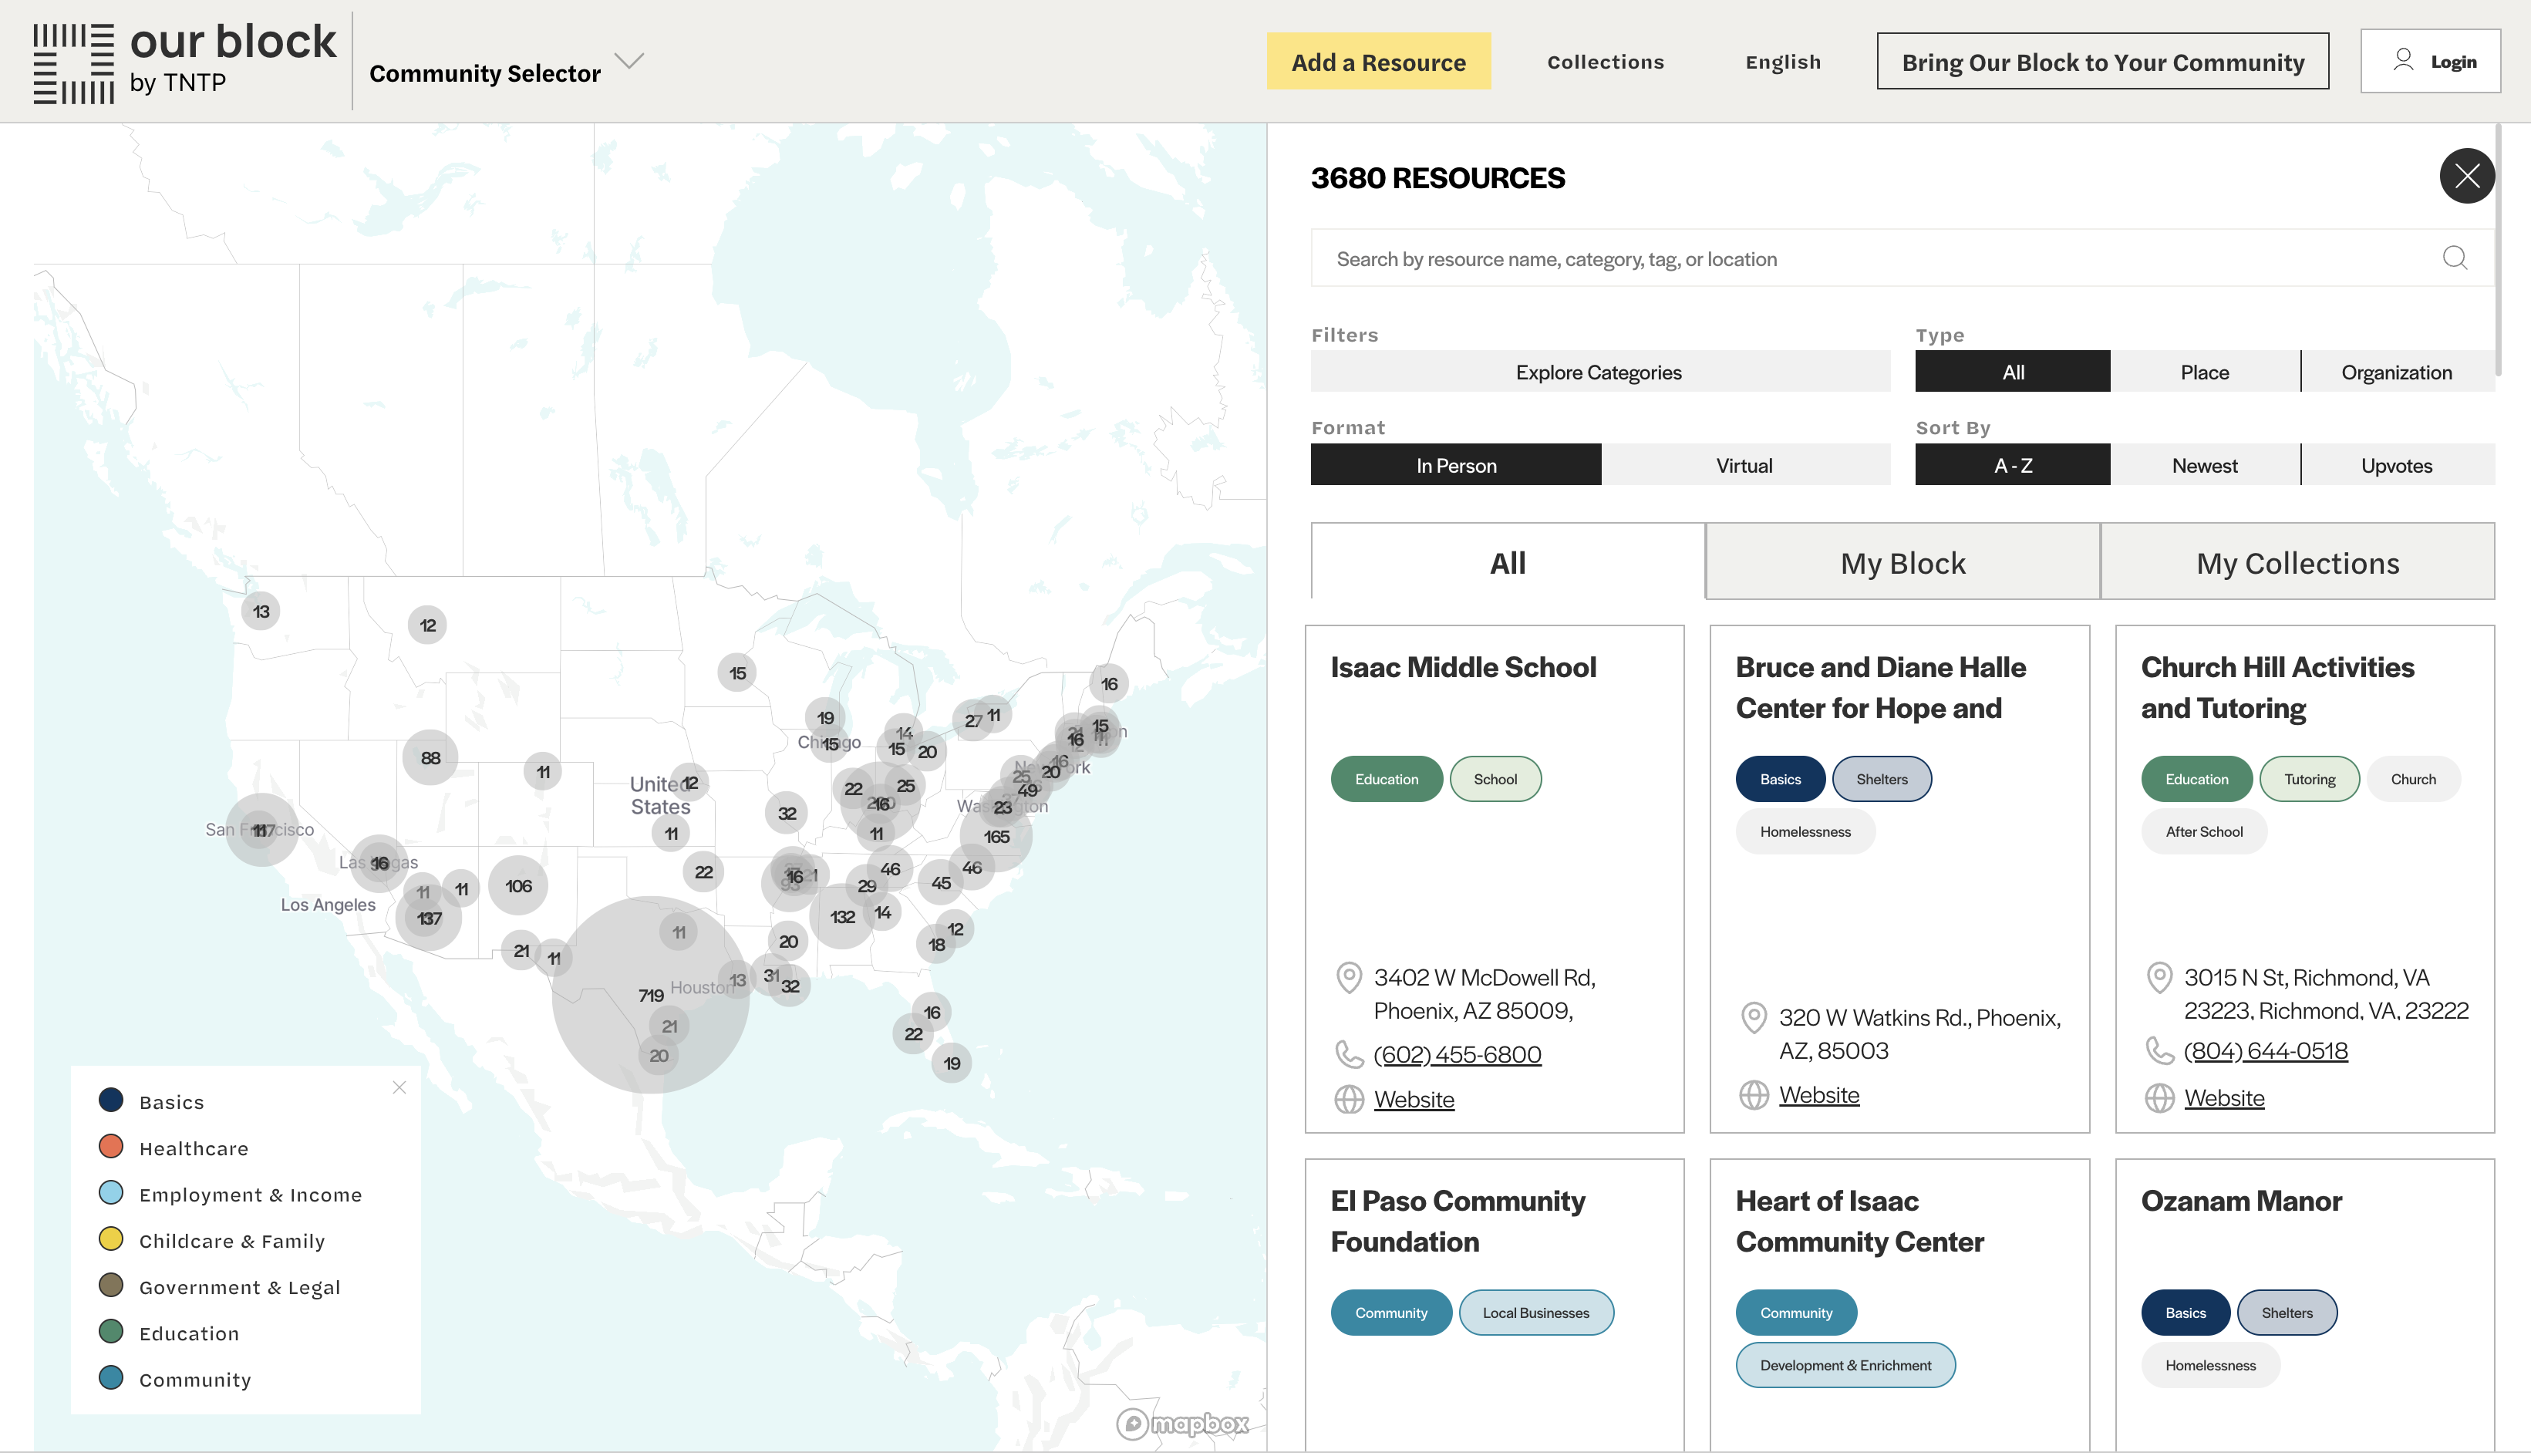 our block
by TNTP
Community Selector
Add a Resource
Collections
English
Bring Our Block to Your Community
Login
13
12
15
16
19
Chicago
15
14
15
20
27
11
15
16
88
11
United
States
12
22
25
16
11
32
11
New York
16
20
25
49
Washington
23
165
San Francisco
117
Las Vegas
16
Los Angeles
11
11
137
106
22
16
93
21
46
29
46
45
132
14
12
18
20
21
11
11
719
Houston
13
31
32
21
20
16
22
19
Basics
Healthcare
Employment & Income
Childcare & Family
Government & Legal
Education
Community
mapbox
3680 RESOURCES
Search by resource name, category, tag, or location
Filters
Explore Categories
Type
All
Place
Organization
Format
In Person
Virtual
Sort By
A - Z
Newest
Upvotes
All
My Block
My Collections
Isaac Middle School
Education
School
3402 W McDowell Rd,
Phoenix, AZ 85009,
(602) 455-6800
Website
Bruce and Diane Halle
Center for Hope and
Basics
Shelters
Homelessness
320 W Watkins Rd., Phoenix,
AZ, 85003
Website
Church Hill Activities
and Tutoring
Education
Tutoring
Church
After School
3015 N St, Richmond, VA
23223, Richmond, VA, 23222
(804) 644-0518
Website
El Paso Community
Foundation
Community
Local Businesses
Heart of Isaac
Community Center
Community
Development & Enrichment
Ozanam Manor
Basics
Shelters
Homelessness